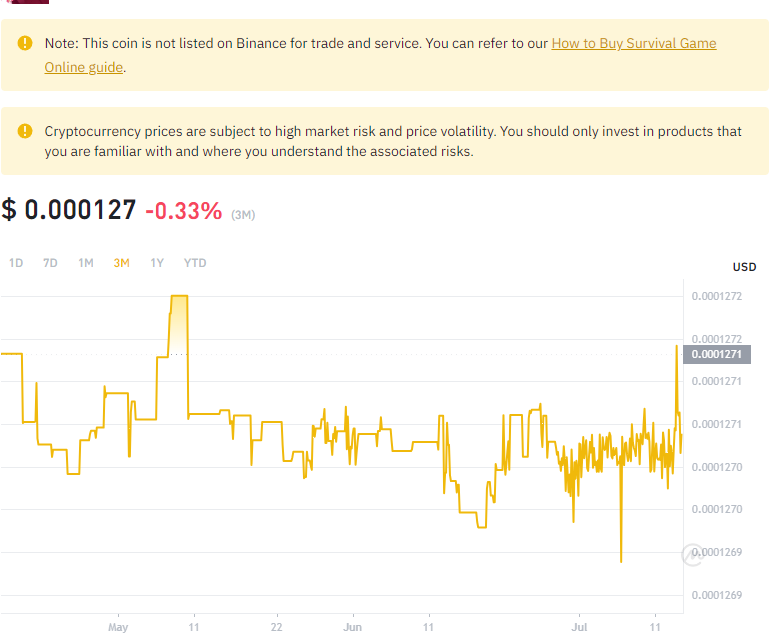 Note: This coin is not listed on Binance for trade and service. You can refer to our How to Buy Survival Game
Online guide.
Cryptocurrency prices are subject to high market risk and price volatility. You should only invest in products that
you are familiar with and where you understand the associated risks.
$ 0.000127 -0.33% (3M)
1D 7D 1M 3M 1Y YTD
USD
0.0001272
0.0001272
0.0001271
0.0001271
0.0001271
0.0001270
0.0001270
0.0001269
0.0001269
May 11 22 Jun 11 Jul 11